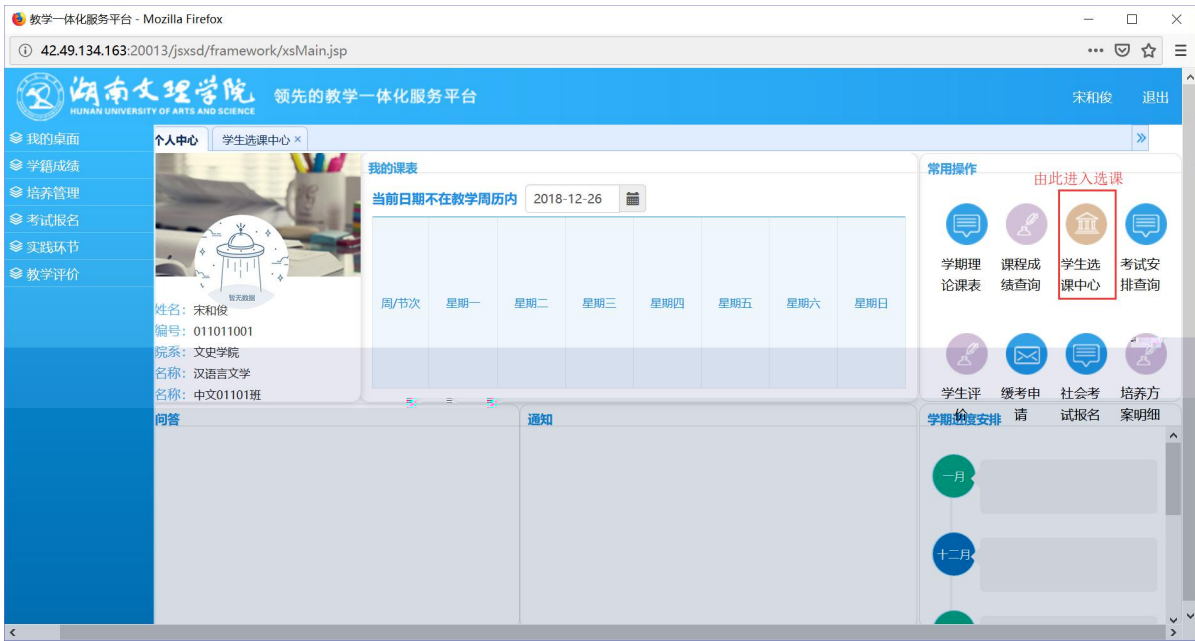 教学一体化服务平台 - Mozilla Firefox
42.49.134.163:20013/jsxsd/framework/xsMain.jsp
湖南文理学院
HUNAN UNIVERSITY OF ARTS AND SCIENCE
领先的教学一体化服务平台
宋和俊 退出
我的桌面
学籍成绩
培养管理
考试报名
实践环节
教学评价
个人中心 学生选课中心
暂无数据
姓名：宋和俊
编号：011011001
院系：文史学院
名称：汉语言文学
名称：中文01101班
我的课表
当前日期不在教学周历内 2018-12-26
周/节次 星期一 星期二 星期三 星期四 星期五 星期六 星期日
常用操作
由此进入选课
学期理论课表
课程成绩查询
学生选课中心
考试安排查询
学生评价
缓考申请
社会考试报名
培养方案明细
问答
通知
学期进度安排
一月
十二月